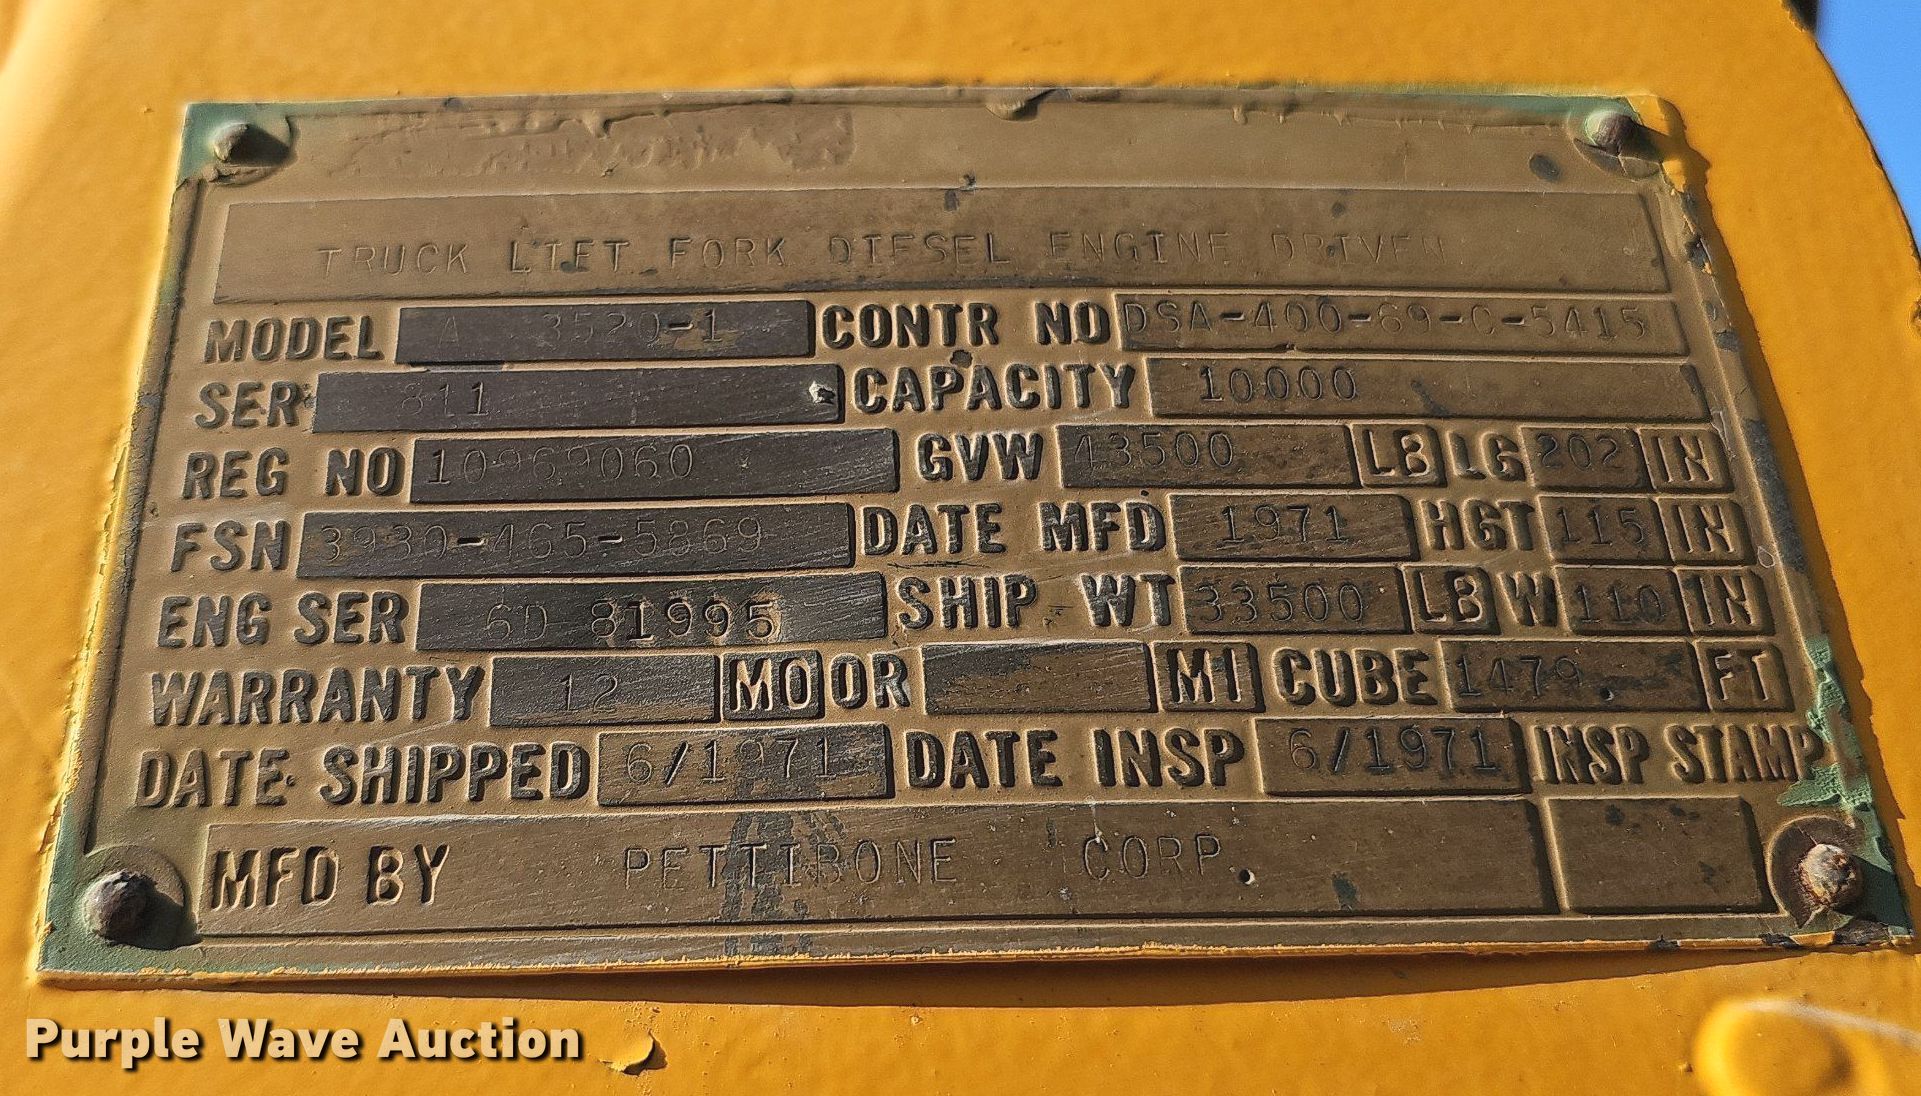 TRUCK LIFT FORK DIESEL ENGINE DRIVEN
MODEL A 3520-1 CONTR NO DSA-400-69-C-5415
SER 811 CAPACITY 10000
REG NO 10969060 GVW 43500 LB LG 202 IN
FSN 3930-465-5869 DATE MFD 1971 HGT 115 IN
ENG SER 6D 81995 SHIP WT 33500 LB W 110 IN
WARRANTY 12 MO OR MI CUBE 1479. FT
DATE SHIPPED 6/1971 DATE INSP 6/1971 INSP STAMP
MFD BY PETTIBONE CORP.
Purple Wave Auction